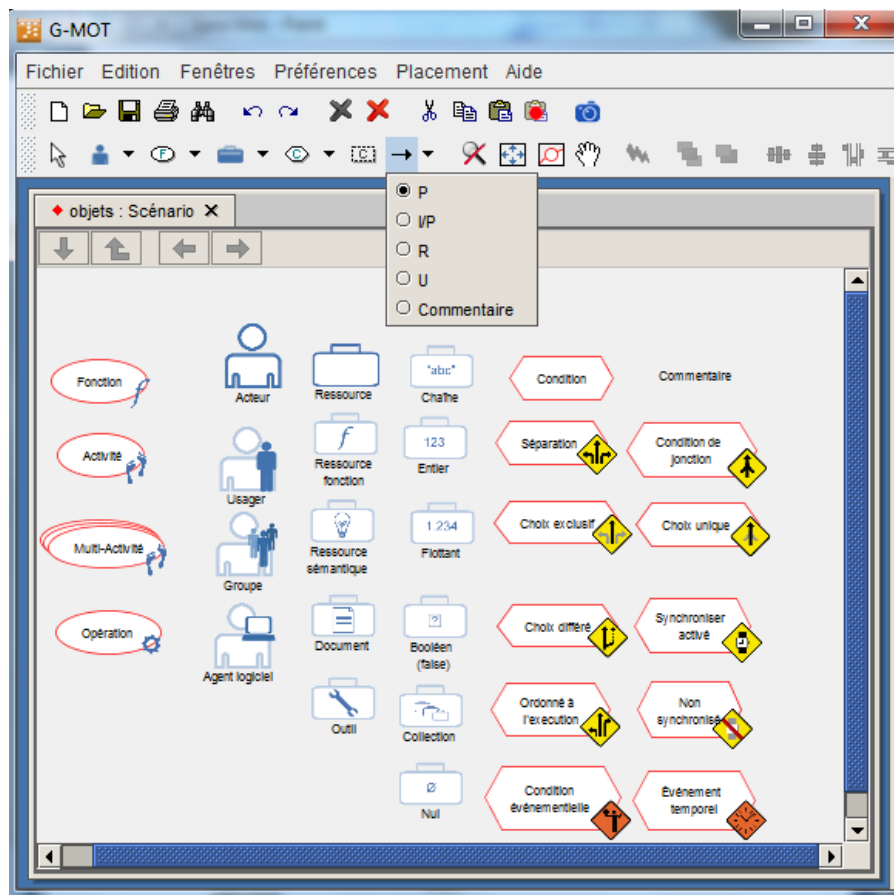 G-MOT
Fichier Edition Fenêtres Préférences Placement Aide
F C C
P
I/P
R
U
Commentaire
objets : Scénario
Fonction
Acteur
Ressource
"abc"
Chaîne
Condition
Commentaire
Activité
Usager
f
Ressource
fonction
123
Entier
Séparation
Condition de
jonction
Multi-Activité
Groupe
Ressource
sémantique
1.234
Flottant
Choix exclusif
Choix unique
Opération
Agent logiciel
Document
[?]
Booléen
(false)
Choix différé
Synchroniser
activé
Outil
Collection
Ordonné à
l'execution
Non
synchronisé
Ø
Nul
Condition
événementielle
Événement
temporel